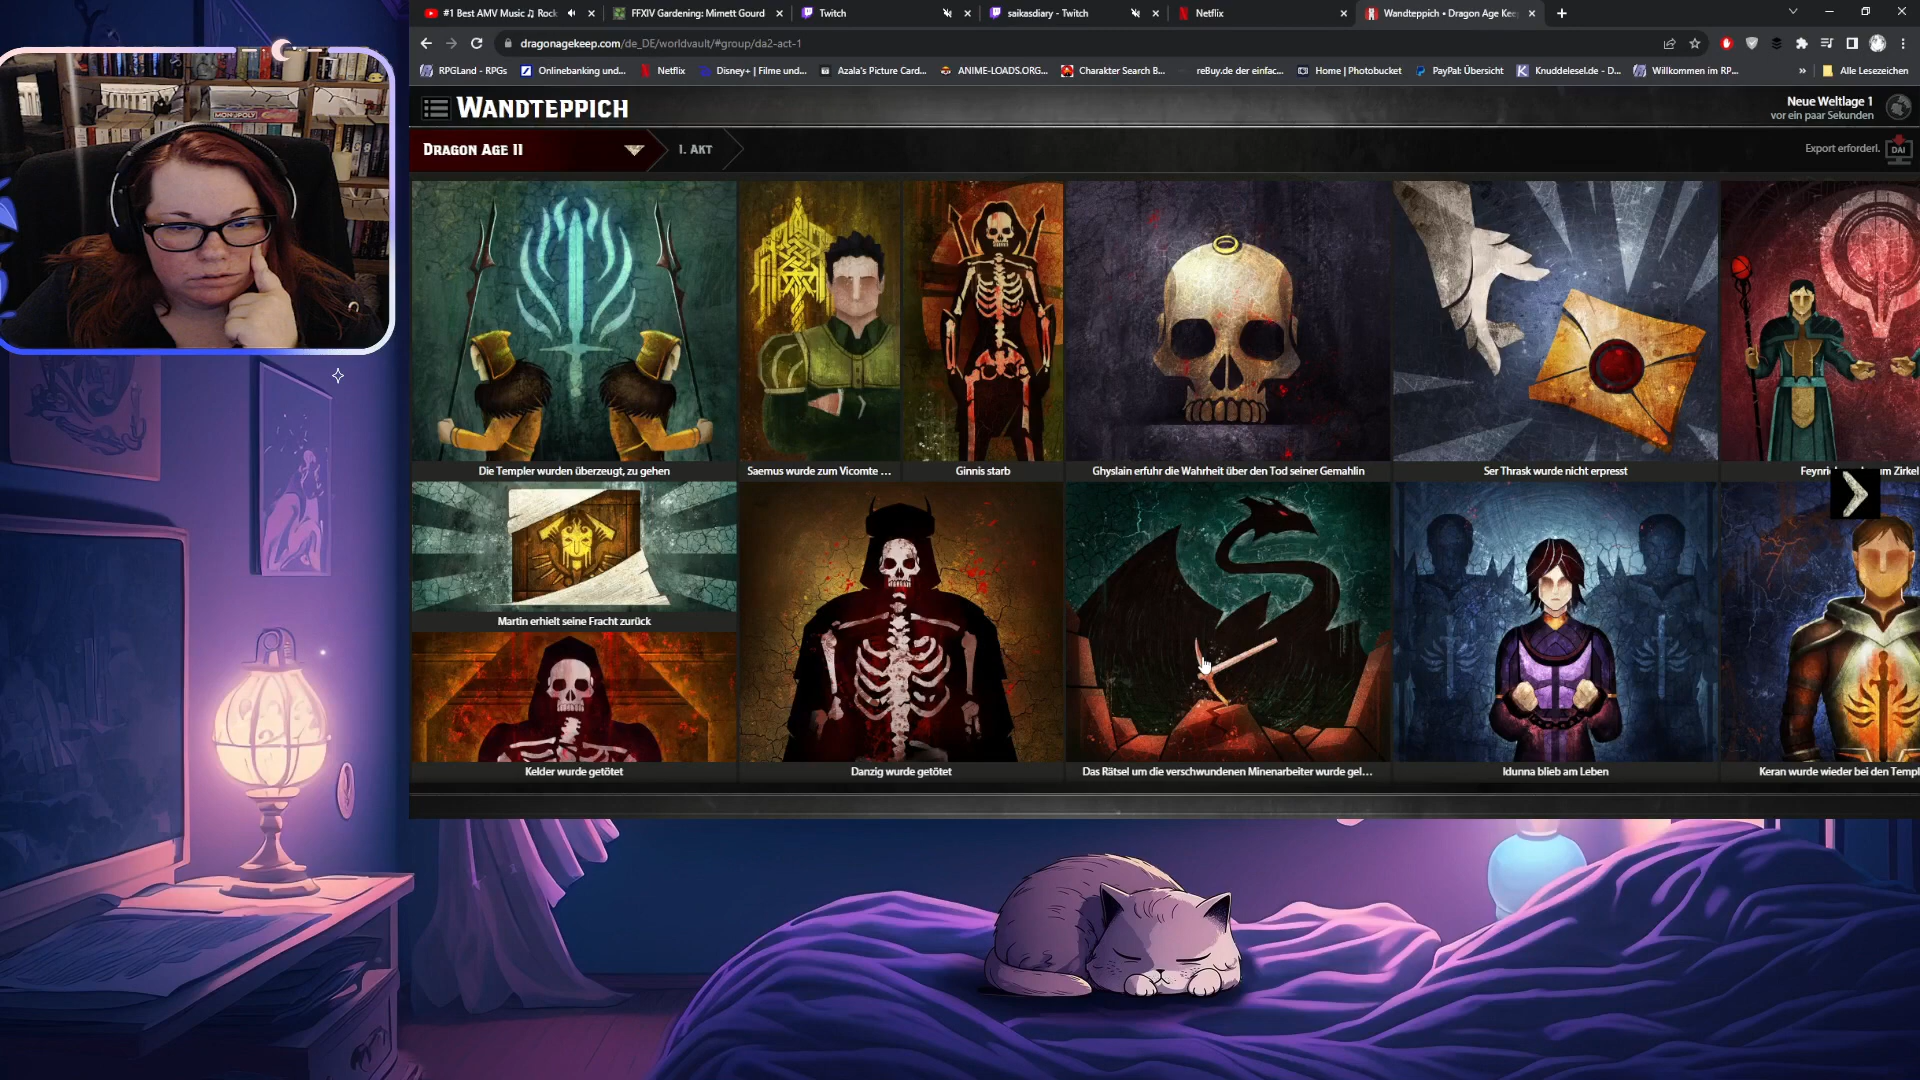 #1 Best AMV Music ♫ Rock
FFXIV Gardening: Mirnett Gourd
Twitch
saikasdiary - Twitch
Netflix
Wandteppich • Dragon Age Kee
dragonagekeep.com/de_DE/worldvault/#group/da2-act-1
RPGLand - RPGs
Onlinebanking und...
Netflix
Disney+ | Filme und...
Azala's Picture Card...
ANIME-LOADS.ORG...
Charakter Search B...
reBuy.de der einfac...
Home | Photobucket
PayPal: Übersicht
Knuddelesel.de - D...
Willkommen im RP...
»
Alle Lesezeichen
WANDTEPPICH
Neue Weltlage 1
vor ein paar Sekunden
DRAGON AGE II
I. AKT
Export erforderl.
DAI
MONOPOLY
Die Templer wurden überzeugt, zu gehen
Saemus wurde zum Vicomte ...
Ginnis starb
Ghyslain erfuhr die Wahrheit über den Tod seiner Gemahlin
Ser Thrask wurde nicht erpresst
Martin erhielt seine Fracht zurück
Kelder wurde getötet
Danzig wurde getötet
Das Rätsel um die verschwundenen Minenarbeiter wurde gel...
Idunna blieb am Leben
Keran wurde wieder bei den Templ